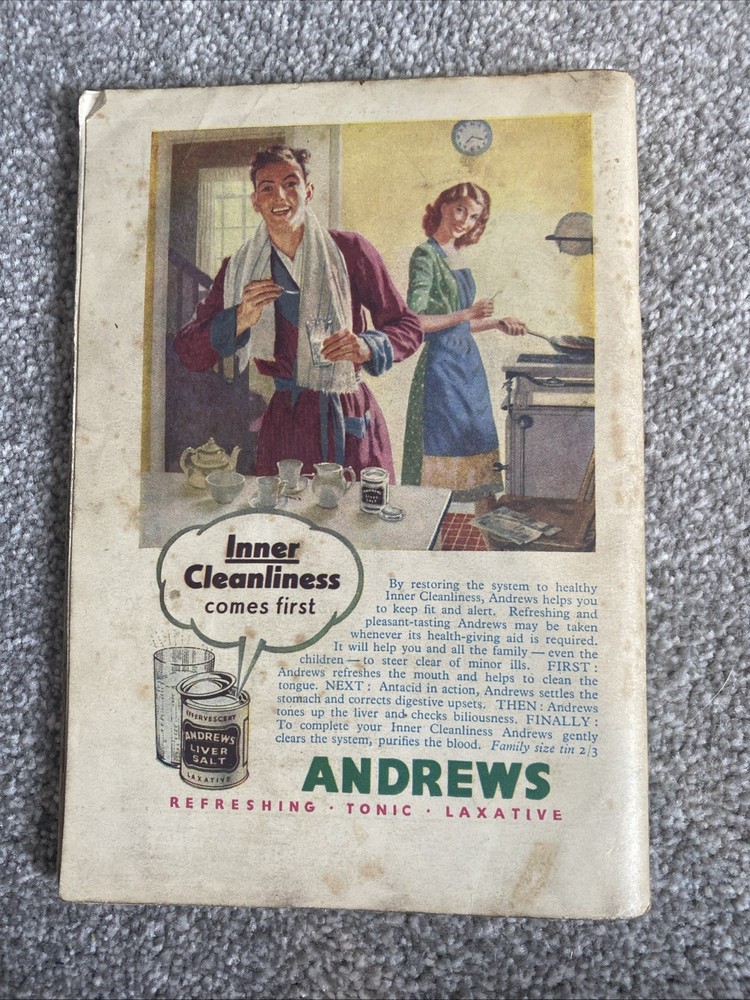 ANDREWS
LIVER
SALT
Inner
Cleanliness
comes first
By restoring the system to healthy
Inner Cleanliness, Andrews helps you
to keep fit and alert. Refreshing and
pleasant-tasting Andrews may be taken
whenever its health-giving aid is required.
It will help you and all the family — even the
children — to steer clear of minor ills. FIRST :
Andrews refreshes the mouth and helps to clean the
tongue. NEXT : Antacid in action, Andrews settles the
stomach and corrects digestive upsets. THEN : Andrews
tones up the liver and checks biliousness. FINALLY :
To complete your Inner Cleanliness Andrews gently
clears the system, purifies the blood. Family size tin 2/3
EFFERVESCENT
ANDREWS
LIVER
SALT
LAXATIVE
ANDREWS
REFRESHING · TONIC · LAXATIVE